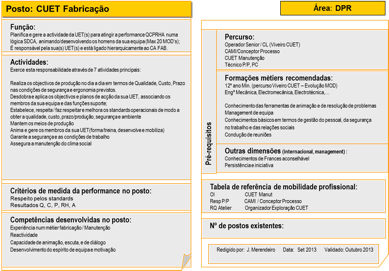 Posto: CUET Fabricação
Função:
Planifica e gere a actividade da UET(s) para atingir a performance QCPRHA numa
lógica SDCA, animando/desenvolvendo os homens da sua equipa (Max 20 MOD's);
É responsável pela sua(s) UET(s) e está ligado hierarquicamente ao CA FAB.
Actividades:
Exerce esta responsabilidade através de 7 atividades principais:
Realiza os objectivos de produção no dia a dia em termos de Qualidade, Custo, Prazo
nas condições de segurança e ergonomia previstos.
Desdobra e aplica os objectivos e planos de acção da sua UET, associando os
membros da sua equipa e das funções suporte;
Estabelece, respeita/ faz respeitar e melhora os standards operacionais de modo a
obter a qualidade, custo, prazo/produção, segurança e ambiente
Mantem os meios de produção
Anima e gere os membros da sua UET (forma/treina, desenvolve e mobiliza)
Garante a segurança e as condições de trabalho
Assegura a manutenção do clima social
Critérios de medida da performance no posto:
Respeito pelos standards
Resultados Q, C, P, RH, A
Competências desenvolvidas no posto:
Experiência num métier fabricação / Manutenção
Reactividade
Capacidade de animação, escuta, e de diálogo
Desenvolvimento do espirito de equipa e motivação
Área: DPR
Pré-requisitos
Percurso:
Operador Senior / CL (Viveiro CUET)
CAMI/Conceptor Processo
CUET Manutenção
Técnico P/P, PC
Formações métiers recomendadas:
12º ano Min. (percurso Viveiro CUET – Evolução MOD)
Engª Mecânica, Electromecânica, Electrotécnica,…
Conhecimento das ferramentas de animação e de resolução de problemas
Management de equipa
Conhecimentos básicos em termos de gestão do pessoal, da segurança
no trabalho e das relações sociais
Condução de reuniões
Outras dimensões (Internacional, management) :
Conhecimentos de Frances aconselhável
Persistência e iniciativa
Tabela de referência de mobilidade profissional:
OI CUET Manut
Resp P/P CAMI / Conceptor Processo
RQ Atelier Organizador Exploração CUET
Nº de postos existentes:
Redigido por: J. Merendeiro Data: Set 2013 Validado: Outubro 2013